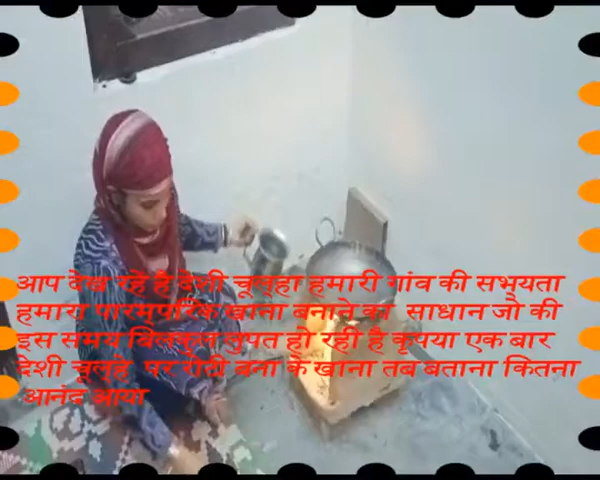 आप देख रहे है देशी चूल्हा हमारी गांव की सभ्यता
हमारा पारम्परिक खाना बनाने का साधान जो की
इस समय बिलकुल लुपत हो रही है कृपया एक बार
देशी चूल्हे पर रोटी बना के खाना तब बताना कितना
आनंद आया